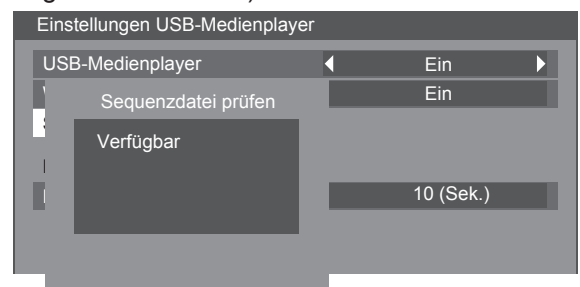 Einstellungen USB-Medienplayer
USB-Medienplayer Ein
Ein
Sequenzdatei prüfen
Verfügbar
10 (Sek.)